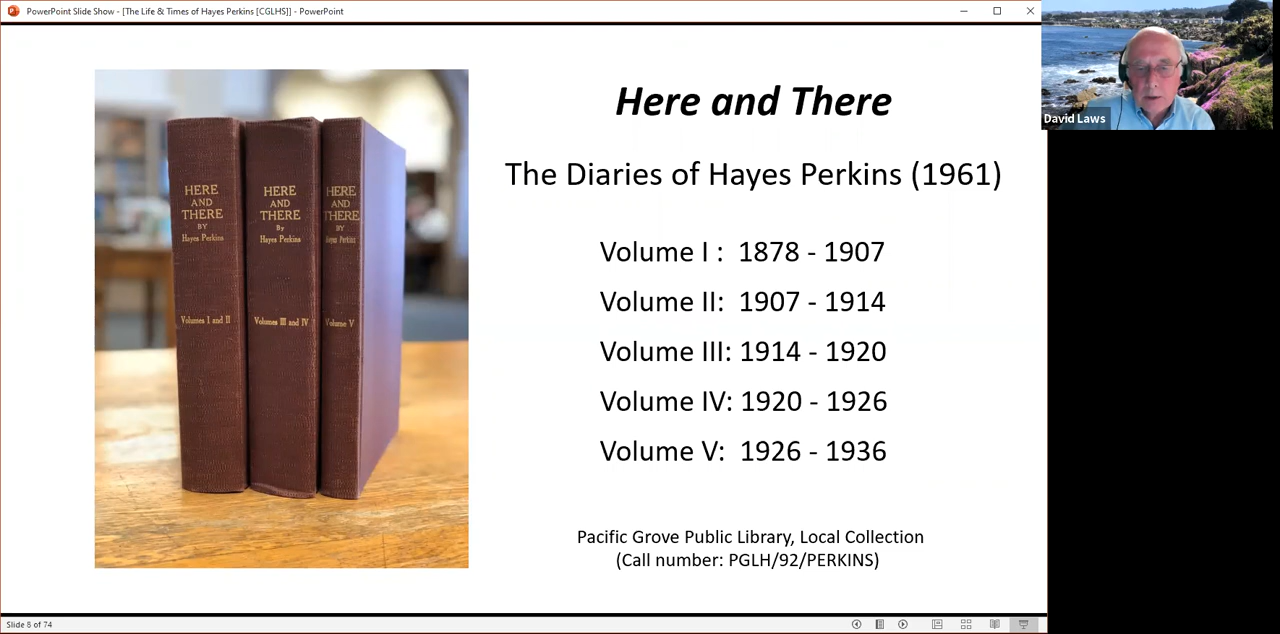 PowerPoint Slide Show - [The Life & Times of Hayes Perkins [CGLHS]] - PowerPoint
David Laws
Here and There
The Diaries of Hayes Perkins (1961)
Volume I : 1878 - 1907
Volume II: 1907 - 1914
Volume III: 1914 - 1920
Volume IV: 1920 - 1926
Volume V: 1926 - 1936
Pacific Grove Public Library, Local Collection
(Call number: PGLH/92/PERKINS)
HERE
AND
THERE
BY
Hayes Perkins
Volumes I and II
HERE
AND
THERE
By
Hayes Perkins
Volumes III and IV
HERE
AND
THERE
BY
Hayes Perkins
Volume V
Slide 8 of 74